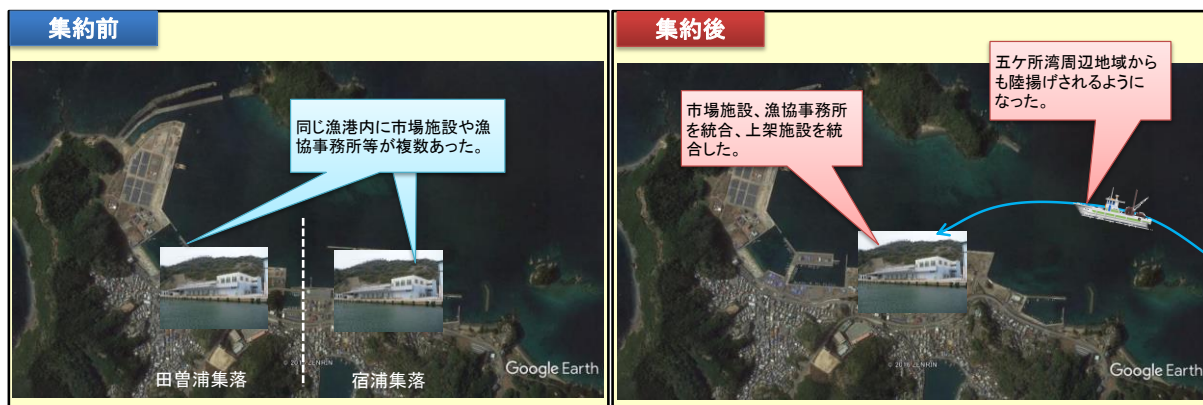 集約前
同じ漁港内に市場施設や漁
協事務所等が複数あった。
田曽浦集落
宿浦集落
Google Earth
集約後
五ケ所湾周辺地域から
も陸揚げされるように
なった。
市場施設、漁協事務所
を統合、上架施設を統
合した。
© 2016 ZENRIN
Google Earth